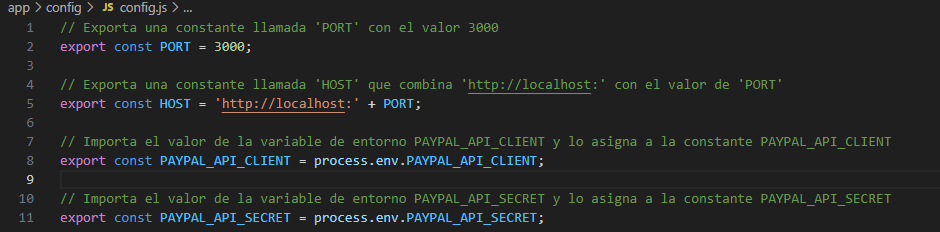 app > config > JS config.js > ...
1 // Exporta una constante llamada 'PORT' con el valor 3000
2 export const PORT = 3000;
3
4 // Exporta una constante llamada 'HOST' que combina 'http://localhost:' con el valor de 'PORT'
5 export const HOST = 'http://localhost:' + PORT;
6
7 // Importa el valor de la variable de entorno PAYPAL_API_CLIENT y lo asigna a la constante PAYPAL_API_CLIENT
8 export const PAYPAL_API_CLIENT = process.env.PAYPAL_API_CLIENT;
9
10 // Importa el valor de la variable de entorno PAYPAL_API_SECRET y lo asigna a la constante PAYPAL_API_SECRET
11 export const PAYPAL_API_SECRET = process.env.PAYPAL_API_SECRET;